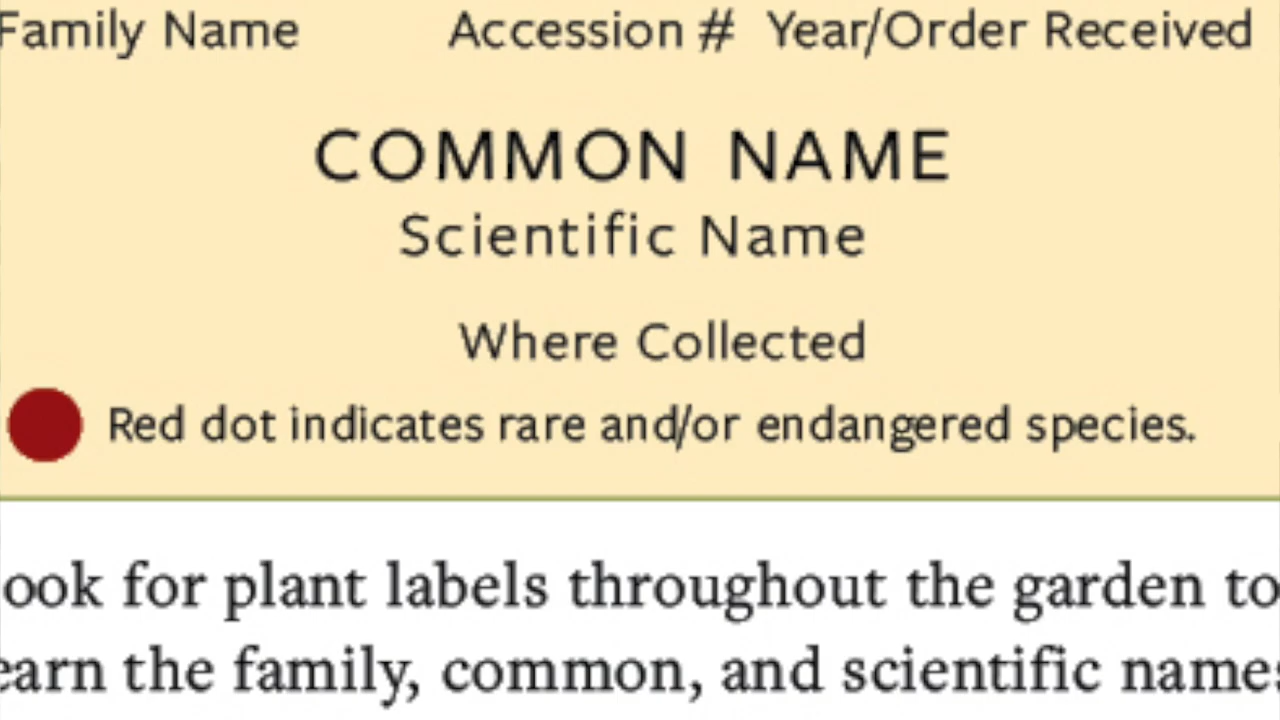 Family Name Accession # Year/Order Received
COMMON NAME
Scientific Name
Where Collected
Red dot indicates rare and/or endangered species.
ook for plant labels throughout the garden to
earn the family, common, and scientific names